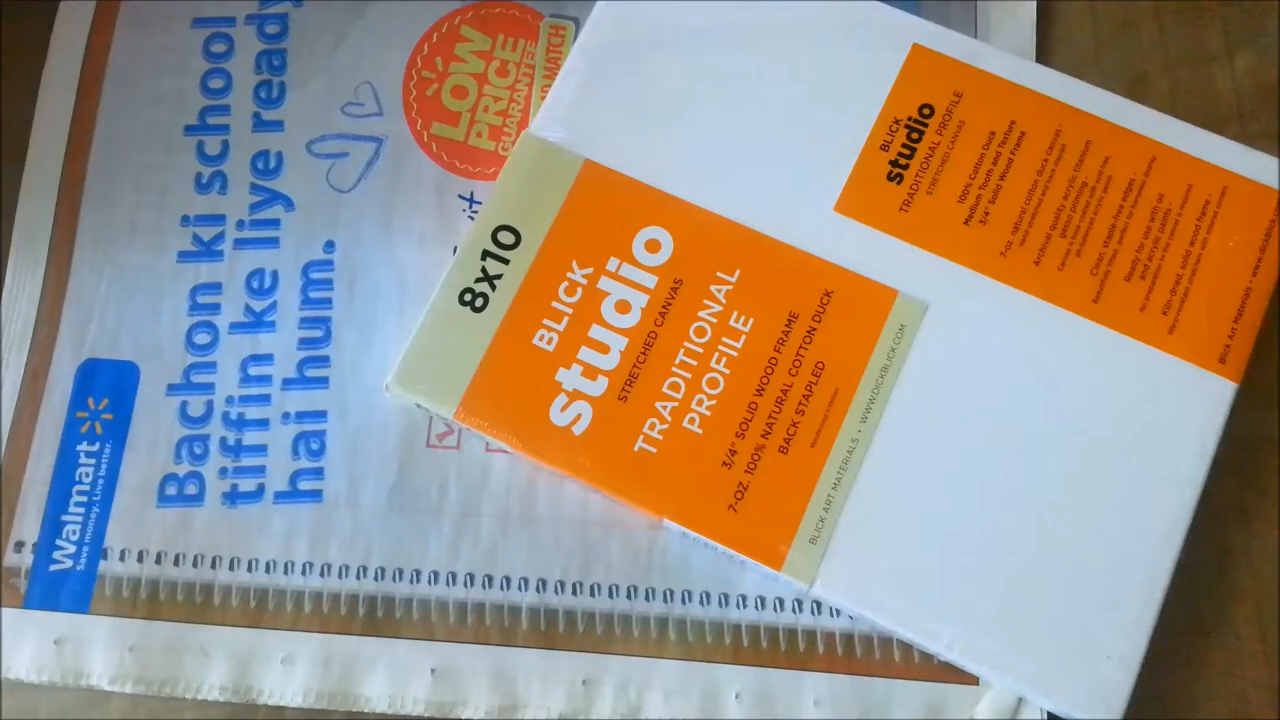 Bachon ki school
tiffin ke liye ready
hai hum.
LOW
PRICE
GUARANTEE
MATCH
Walmart
Save money. Live better.
8x10
BLICK
studio
STRETCHED CANVAS
TRADITIONAL
PROFILE
3/4" SOLID WOOD FRAME
7-OZ. 100% NATURAL COTTON DUCK
BACK STAPLED
BLICK ART MATERIALS • WWW.DICKBLICK.COM
BLICK
studio
TRADITIONAL PROFILE
STRETCHED CANVAS
100% Cotton Duck
Medium Tooth and Texture
3/4" Solid Wood Frame
7-oz. natural cotton duck canvas -
Archival quality acrylic titanium
gesso priming -
Clean, staple-free edges -
Ready for use with oil
and acrylic paints -
Kiln-dried, solid wood frame -
Blick Art Materials • www.dickblick